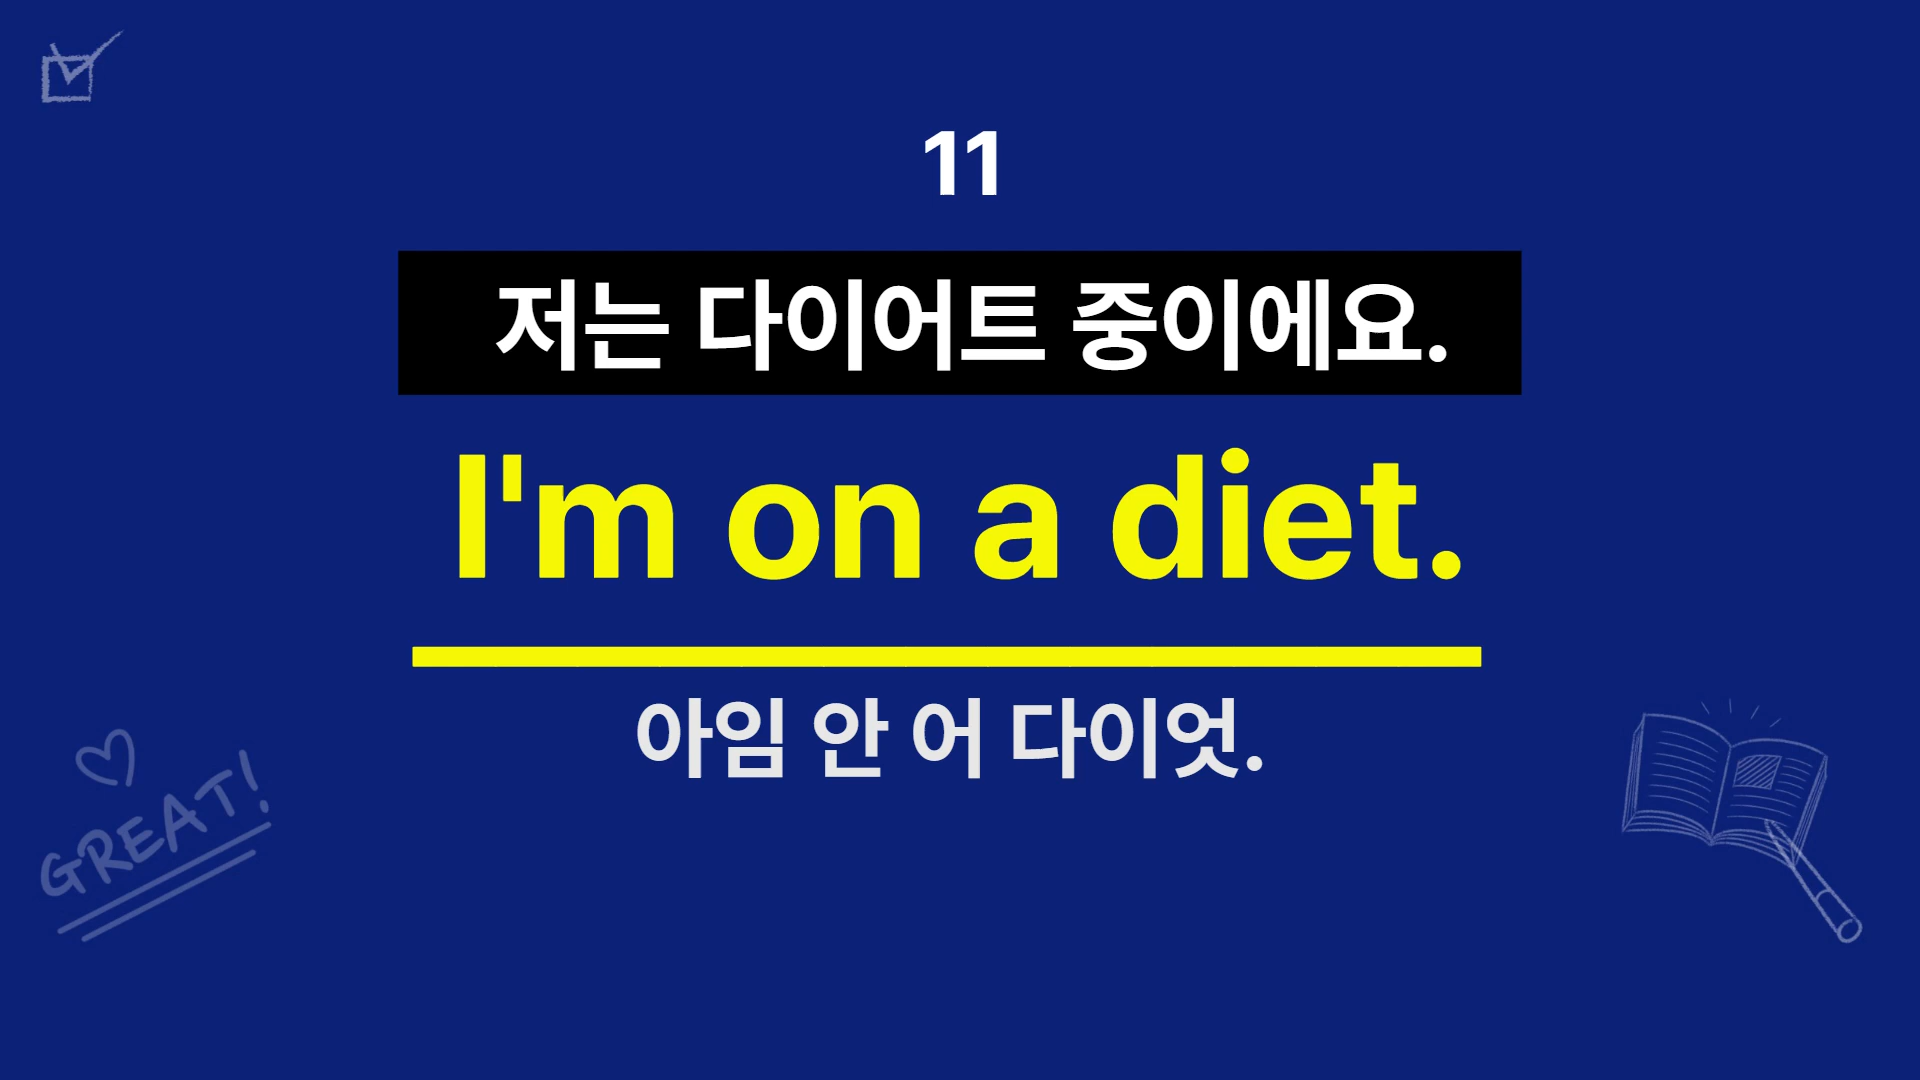 11
저는 다이어트 중이에요.
I'm on a diet.
아임 안 어 다이엇.
GREAT!